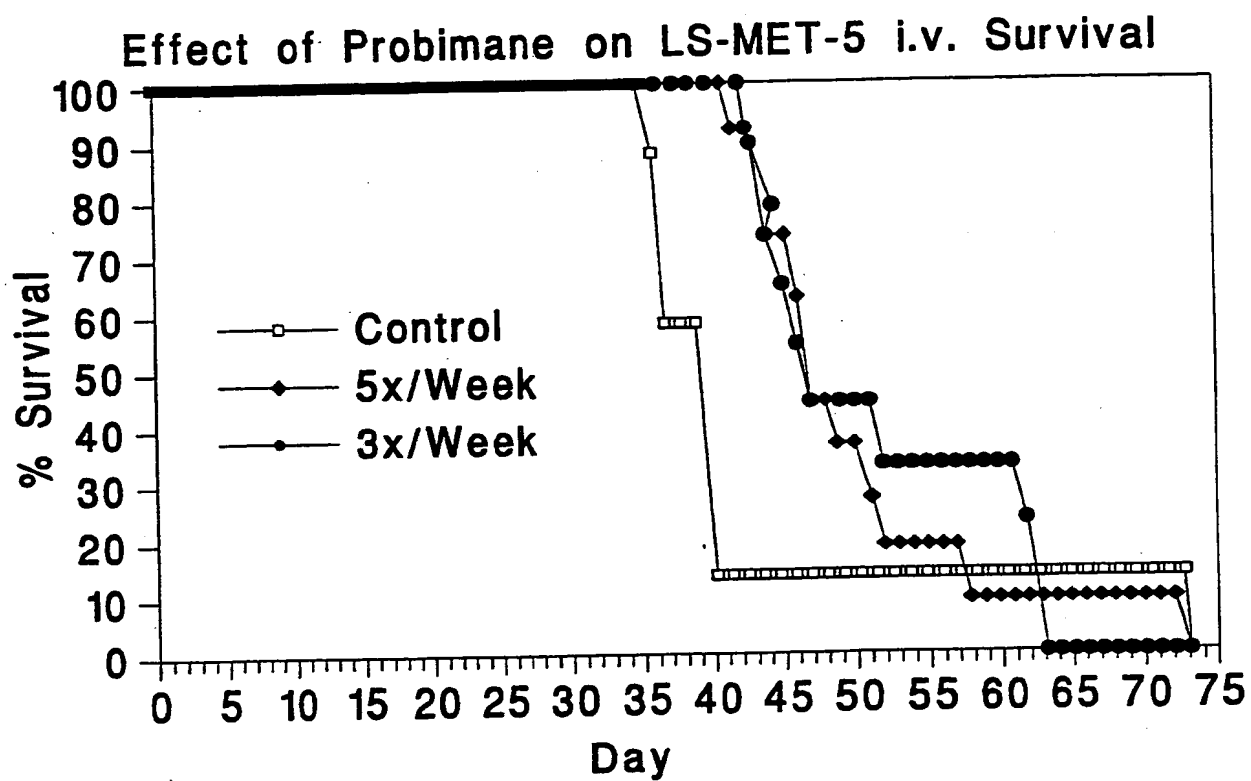 Effect of Probimane on LS-MET-5 i.v. Survival
100
90
80
70
60
50
40
30
20
10
0
% Survival
Control
5x/Week
3x/Week
0 5 10 15 20 25 30 35 40 45 50 55 60 65 70 75
Day